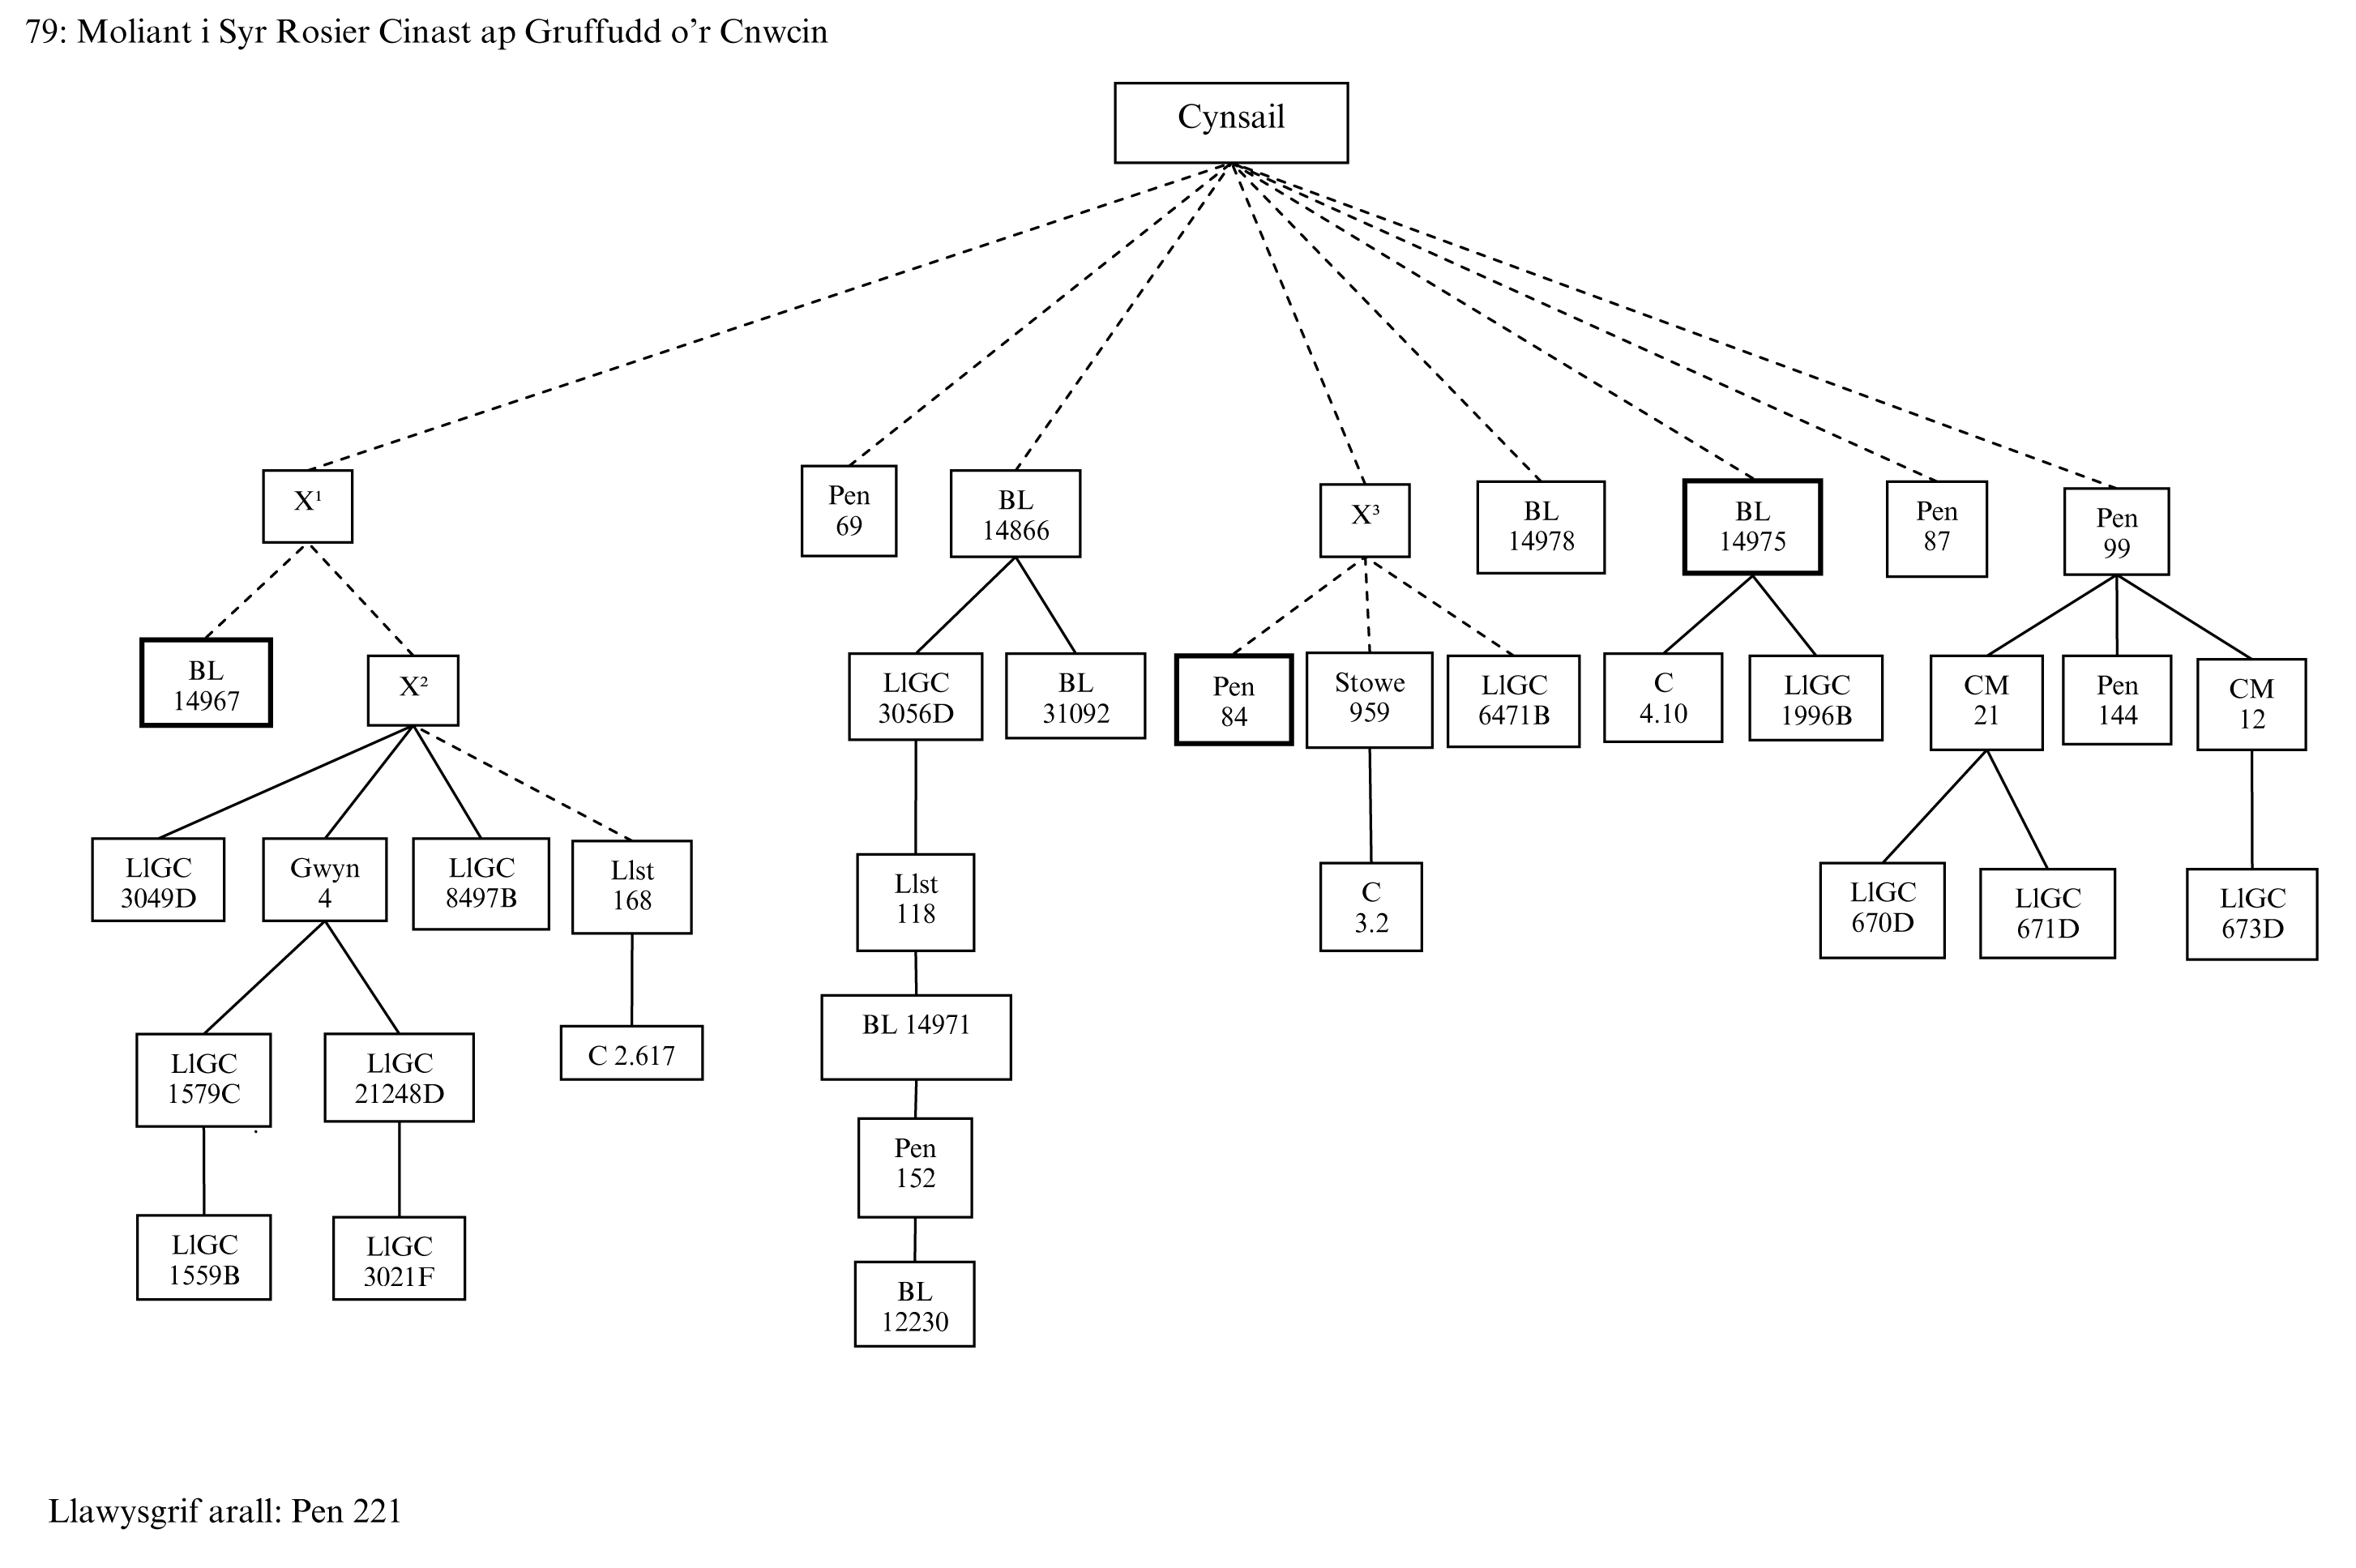 79: Moliant i Syr Rosier Cinast ap Gruffudd o’r Cnwcin
Cynsail
X¹
Pen
69
BL
14866
X³
BL
14978
BL
14975
Pen
87
Pen
99
BL
14967
X²
LlGC
3056D
BL
31092
Pen
84
Stowe
959
LlGC
6471B
C
4.10
LlGC
1996B
CM
21
Pen
144
CM
12
LlGC
3049D
Gwyn
4
LlGC
8497B
Llst
168
Llst
118
C
3.2
LlGC
670D
LlGC
671D
LlGC
673D
BL 14971
LlGC
1579C
LlGC
21248D
C 2.617
Pen
152
LlGC
1559B
LlGC
3021F
BL
12230
Llawysgrif arall: Pen 221